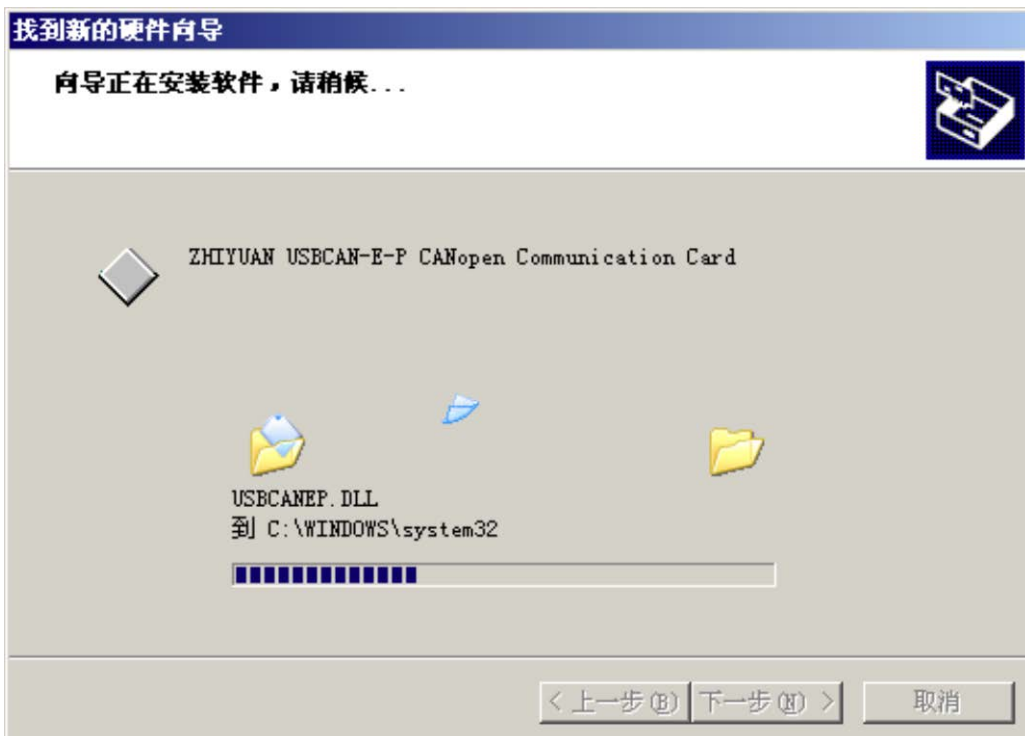 找到新的硬件向导
向导正在安装软件，请稍候...
ZHIYUAN USBCAN-E-P CANopen Communication Card
USBCANEP.DLL
到 C:\WINDOWS\system32
< 上一步(B) 下一步(N) > 取消